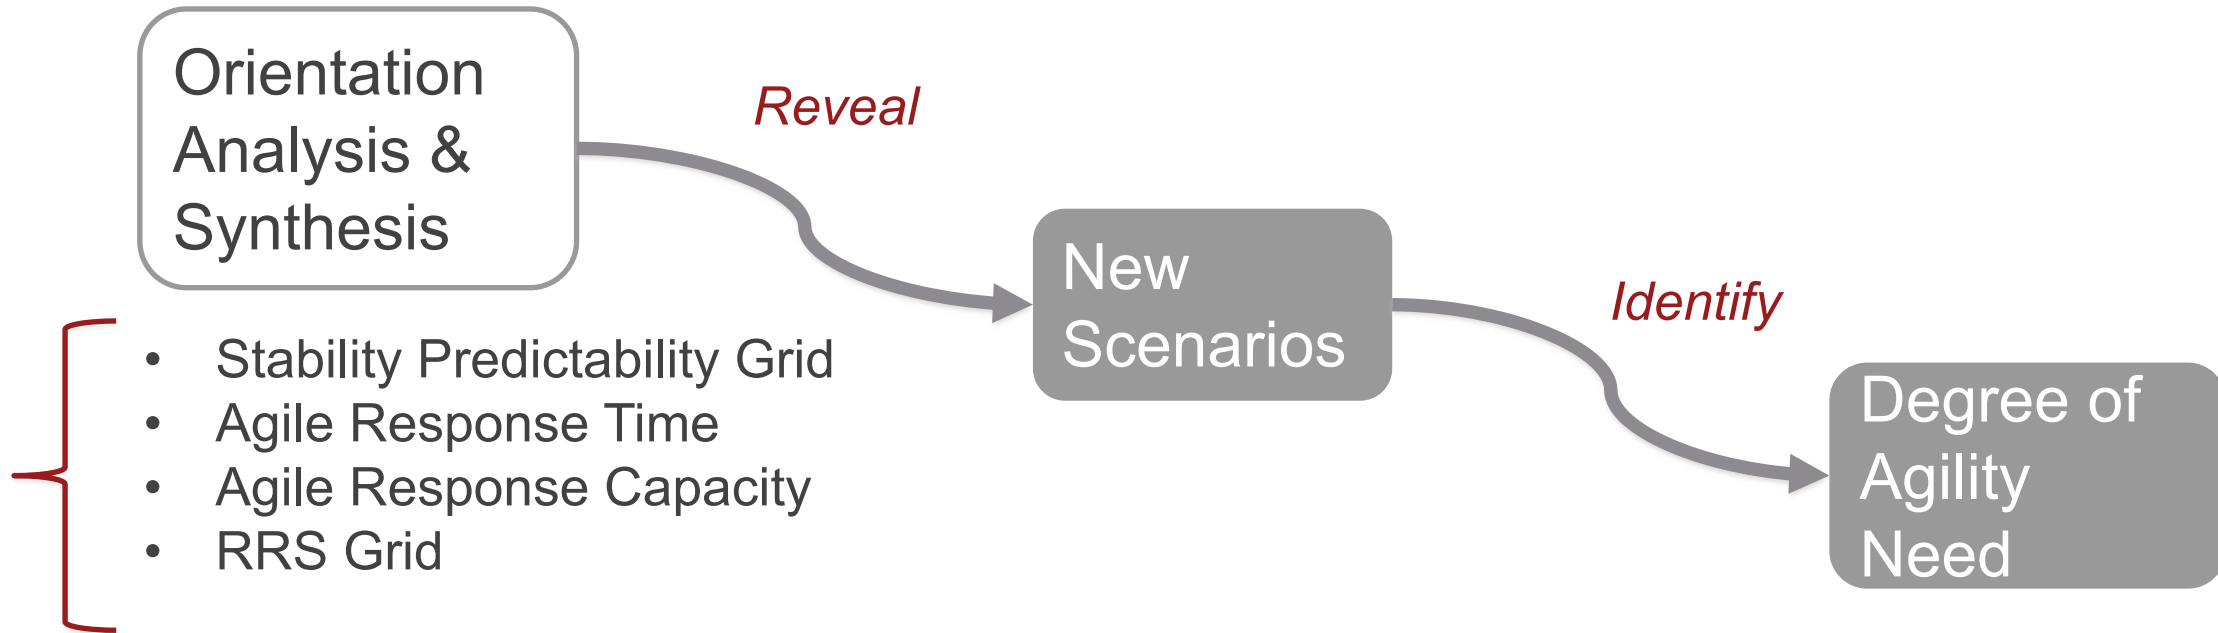 Orientation
Analysis &
Synthesis
Reveal
New
Scenarios
Identify
Degree of
Agility
Need
• Stability Predictability Grid
• Agile Response Time
• Agile Response Capacity
• RRS Grid